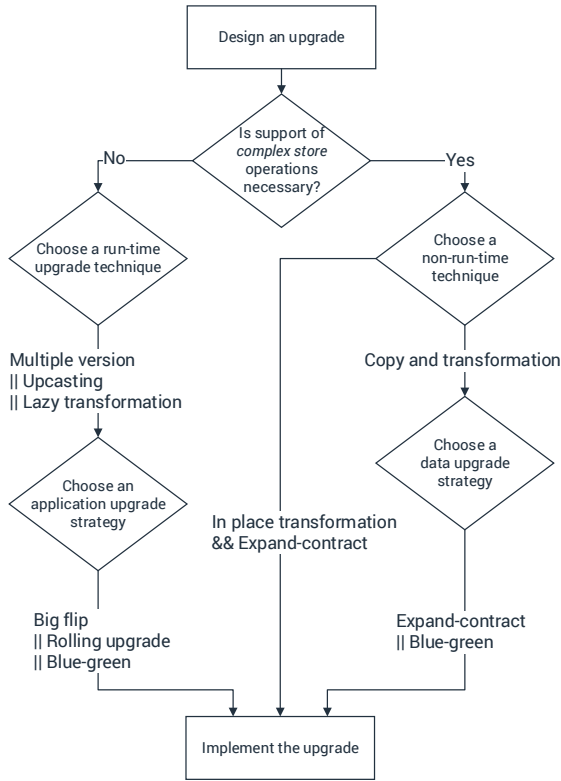 Design an upgrade
Is support of
complex store
operations
necessary?
No
Yes
Choose a run-time
upgrade technique
Choose a
non-run-time
technique
Multiple version
|| Upcasting
|| Lazy transformation
Copy and transformation
Choose an
application upgrade
strategy
Choose a
data upgrade
strategy
In place transformation
&& Expand-contract
Big flip
|| Rolling upgrade
|| Blue-green
Expand-contract
|| Blue-green
Implement the upgrade